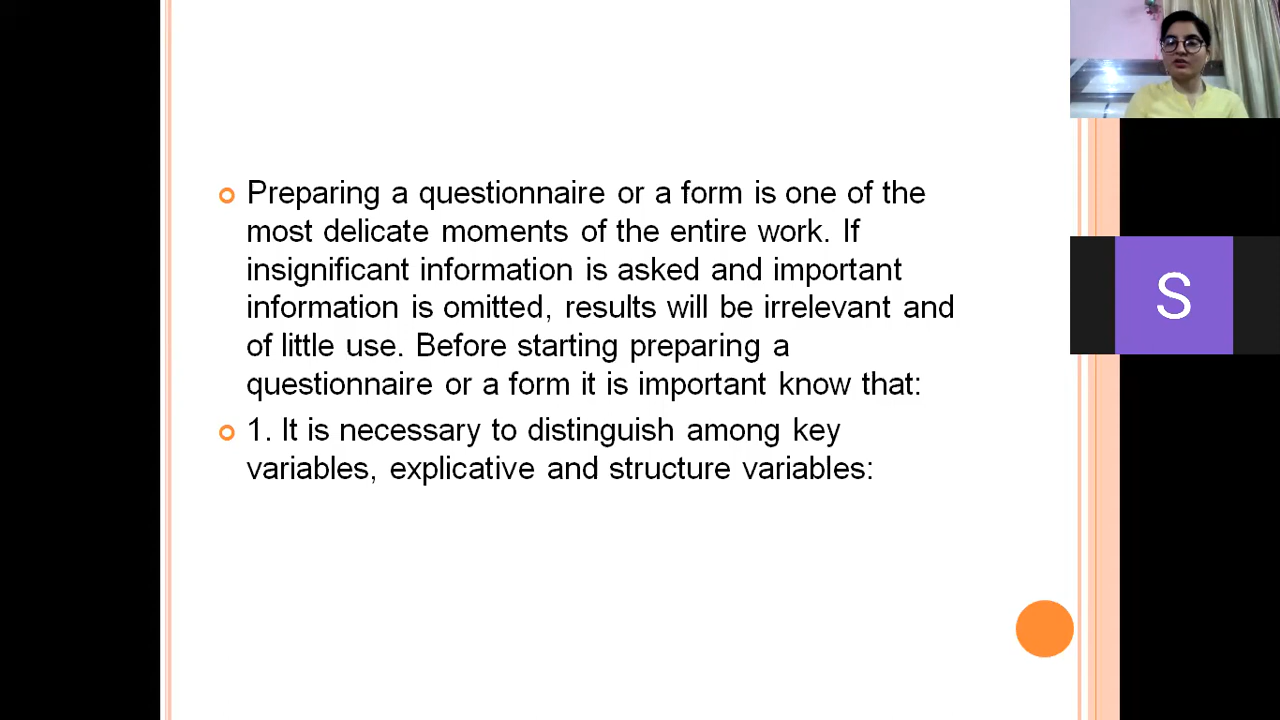 Preparing a questionnaire or a form is one of the
most delicate moments of the entire work. If
insignificant information is asked and important
information is omitted, results will be irrelevant and
of little use. Before starting preparing a
questionnaire or a form it is important know that:
1. It is necessary to distinguish among key
variables, explicative and structure variables:
S